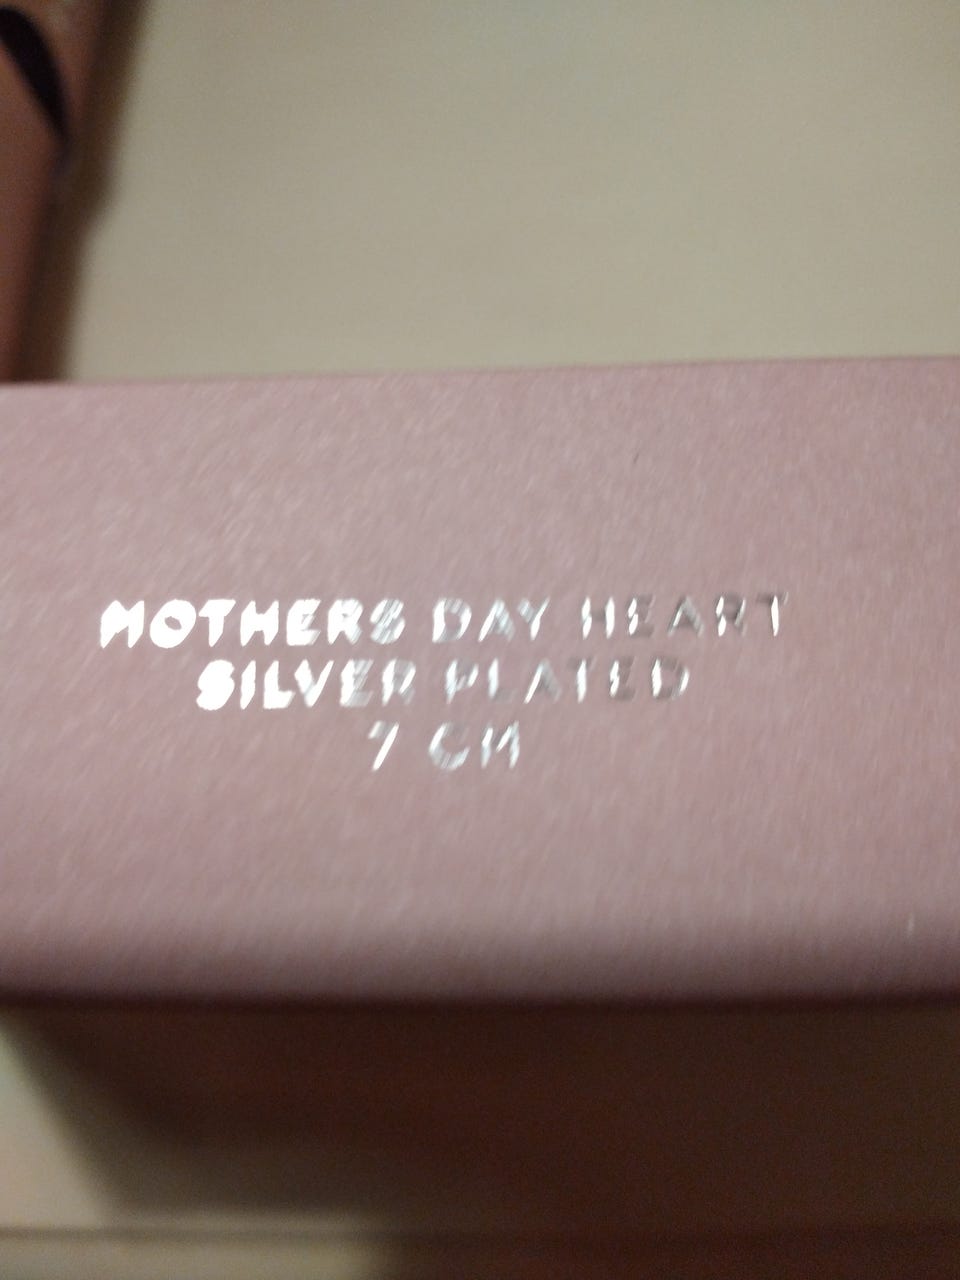 MOTHERS DAY HEART
SILVER PLATED
7 CM